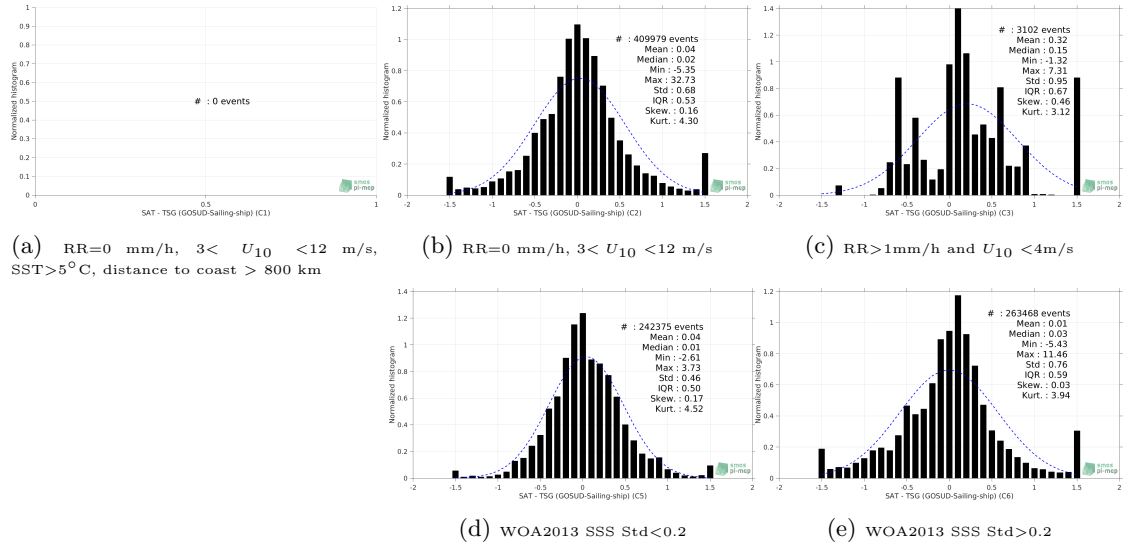 Normalized histogram
1
0.9
0.8
0.7
0.6
0.5
0.4
0.3
0.2
0.1
0
# : 0 events
0 0.5 1
SAT - TSG (GOSUD-Sailing-ship) (C1)
smos
pi-mep
(a) RR=0 mm/h, 3< U10 <12 m/s,
SST>5°C, distance to coast > 800 km
Normalized histogram
1.2
1
0.8
0.6
0.4
0.2
0
# : 409979 events
Mean : 0.04
Median : 0.02
Min : -5.35
Max : 32.73
Std : 0.68
IQR : 0.53
Skew. : 0.16
Kurt. : 4.30
-2 -1.5 -1 -0.5 0 0.5 1 1.5 2
SAT - TSG (GOSUD-Sailing-ship) (C2)
smos
pi-mep
(b) RR=0 mm/h, 3< U10 <12 m/s
Normalized histogram
1.4
1.2
1
0.8
0.6
0.4
0.2
0
# : 3102 events
Mean : 0.32
Median : 0.15
Min : -1.32
Max : 7.31
Std : 0.95
IQR : 0.67
Skew. : 0.46
Kurt. : 3.12
-2 -1.5 -1 -0.5 0 0.5 1 1.5 2
SAT - TSG (GOSUD-Sailing-ship) (C3)
smos
pi-mep
(c) RR>1mm/h and U10 <4m/s
Normalized histogram
1.4
1.2
1
0.8
0.6
0.4
0.2
0
# : 242375 events
Mean : 0.04
Median : 0.01
Min : -2.61
Max : 3.73
Std : 0.46
IQR : 0.50
Skew. : 0.17
Kurt. : 4.52
-2 -1.5 -1 -0.5 0 0.5 1 1.5 2
SAT - TSG (GOSUD-Sailing-ship) (C5)
smos
pi-mep
(d) WOA2013 SSS Std<0.2
Normalized histogram
1.2
1
0.8
0.6
0.4
0.2
0
# : 263468 events
Mean : 0.01
Median : 0.03
Min : -5.43
Max : 11.46
Std : 0.76
IQR : 0.59
Skew. : 0.03
Kurt. : 3.94
-2 -1.5 -1 -0.5 0 0.5 1 1.5 2
SAT - TSG (GOSUD-Sailing-ship) (C6)
smos
pi-mep
(e) WOA2013 SSS Std>0.2